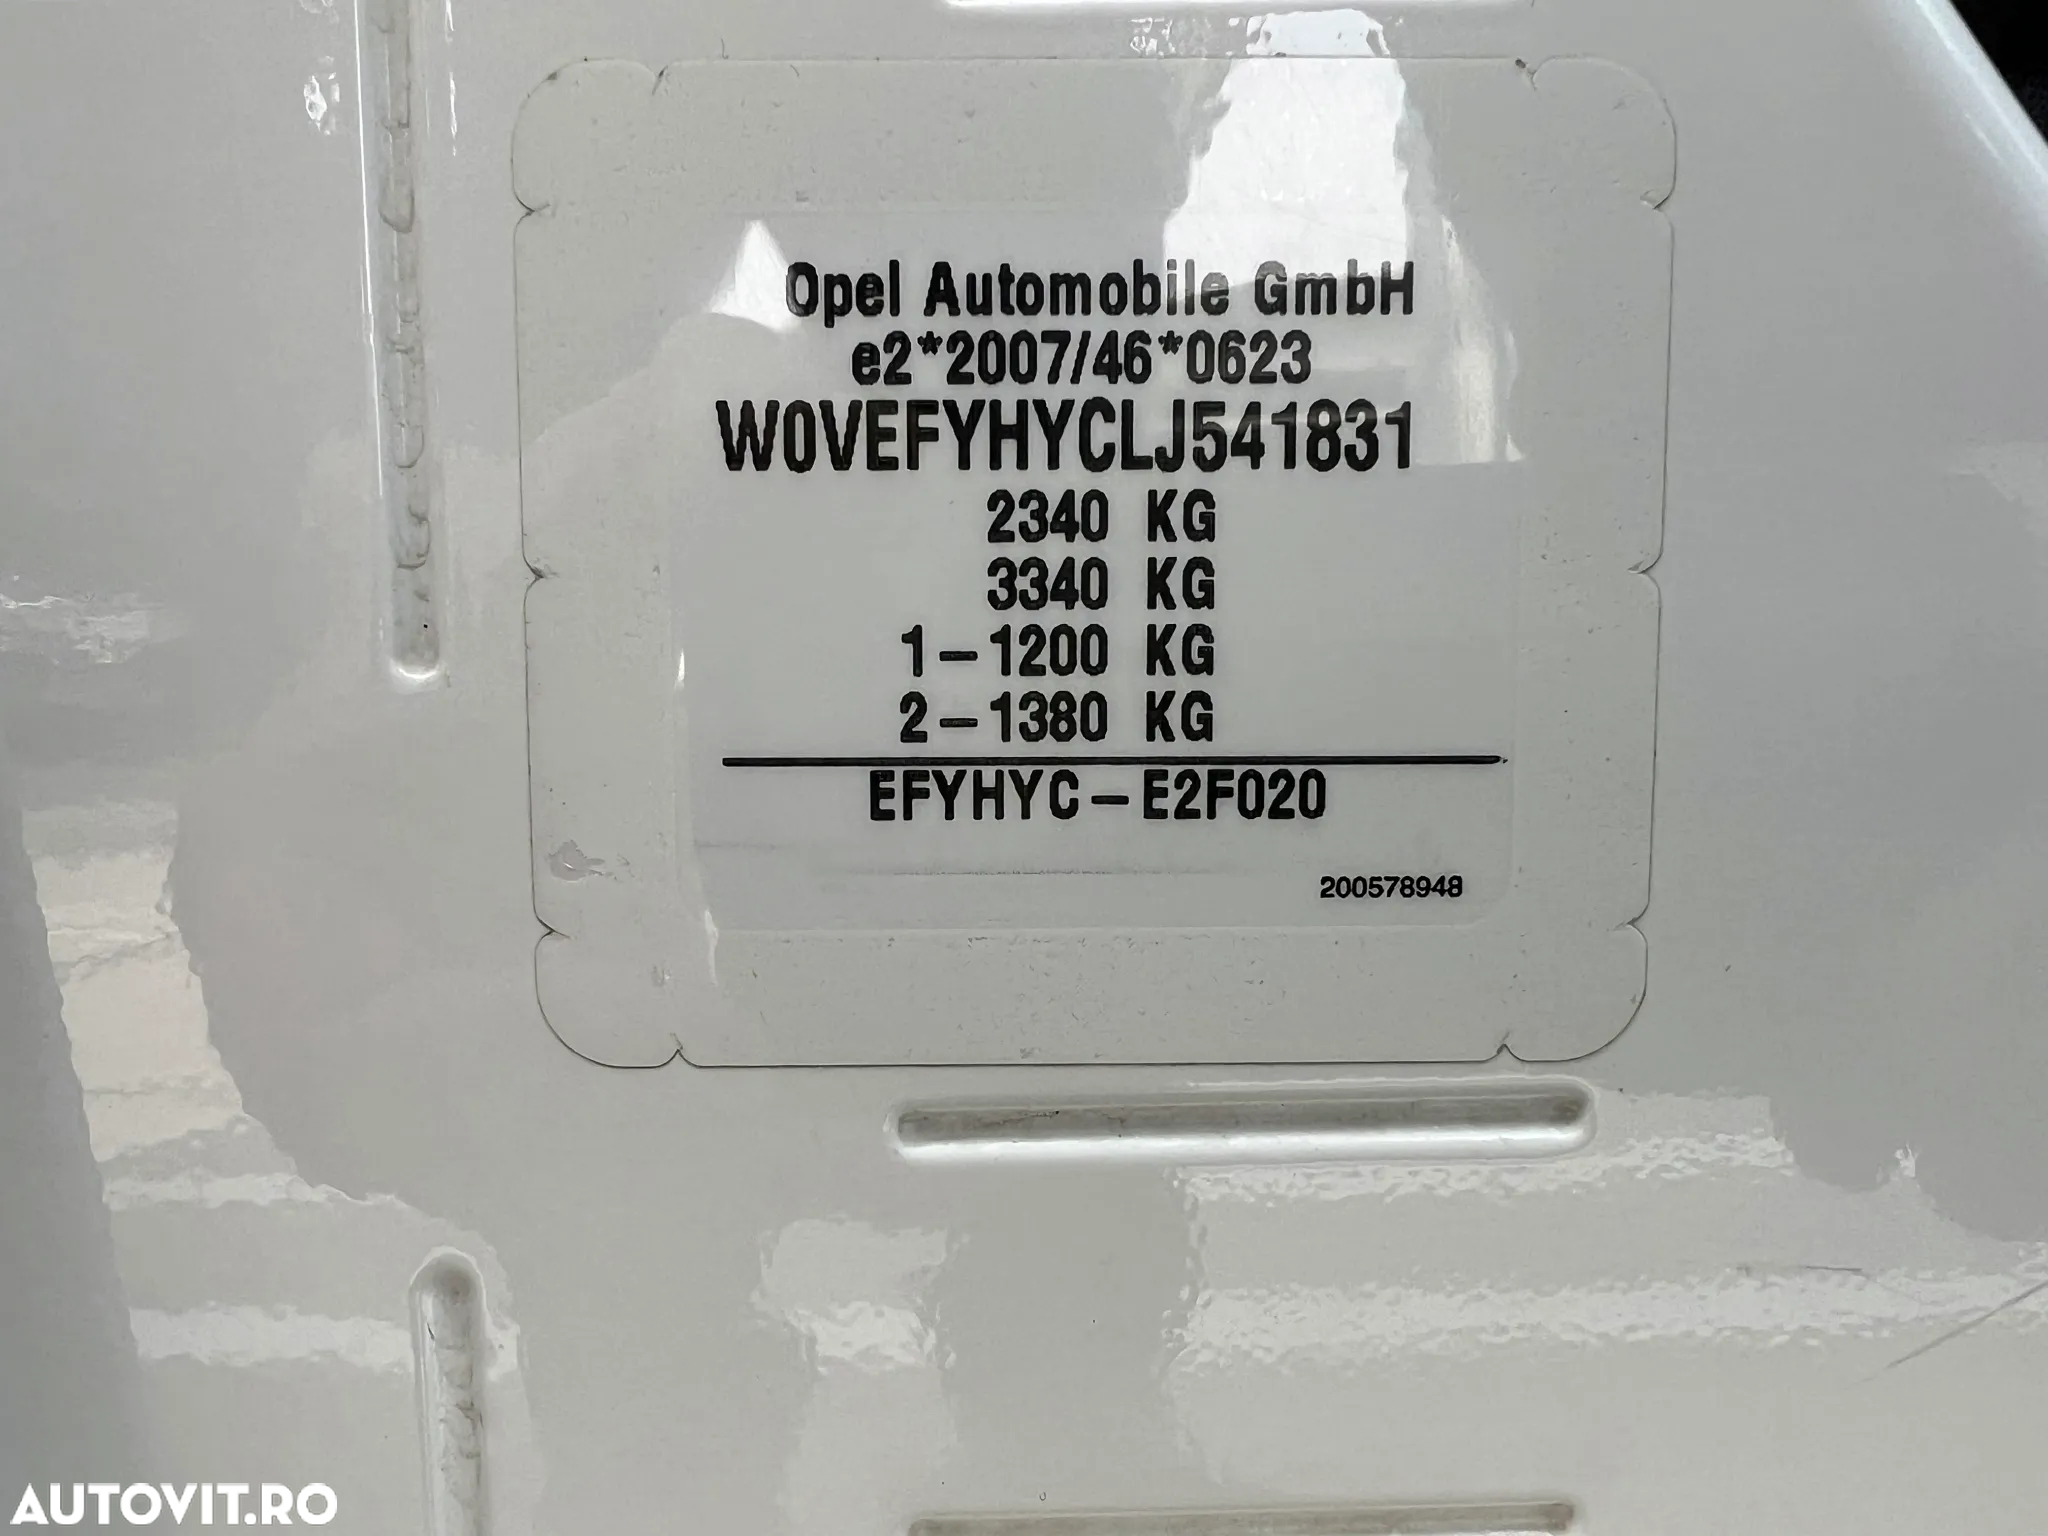 Opel Automobile GmbH
e2*2007/46*0623
W0VEFYHYCLJ541831
2340 KG
3340 KG
1-1200 KG
2-1380 KG
EFYHYC-E2F020
200578948
AUTOVIT.RO